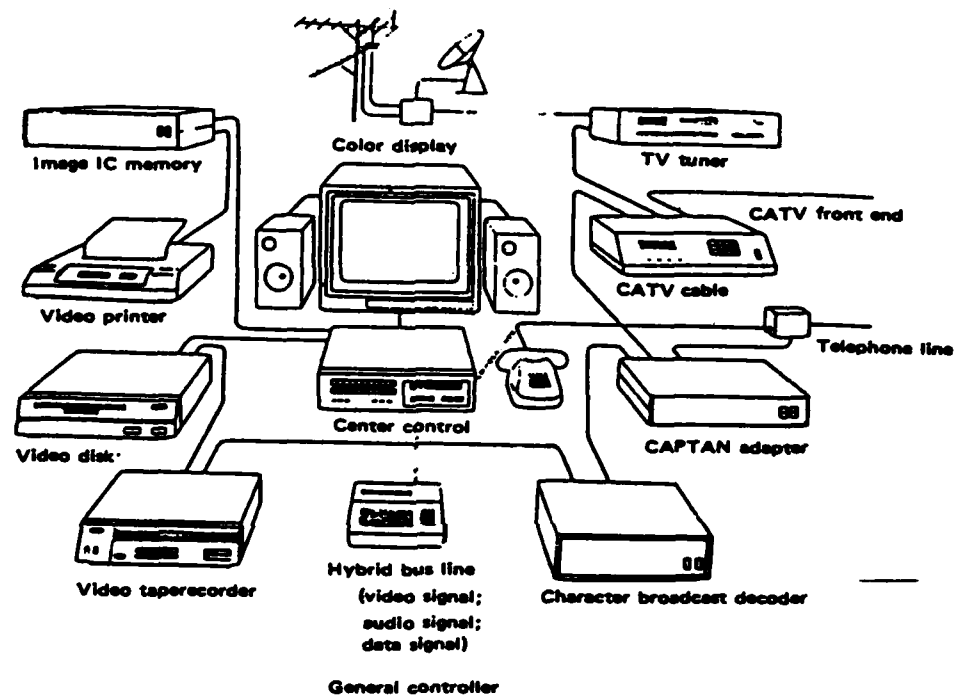 Color display
Image IC memory
TV tuner
CATV front end
CATV cable
Video printer
Telephone line
Center control
CAPTAN adapter
Video disk
Video taperecorder
Hybrid bus line
(video signal;
audio signal;
data signal)
Character broadcast decoder
General controller